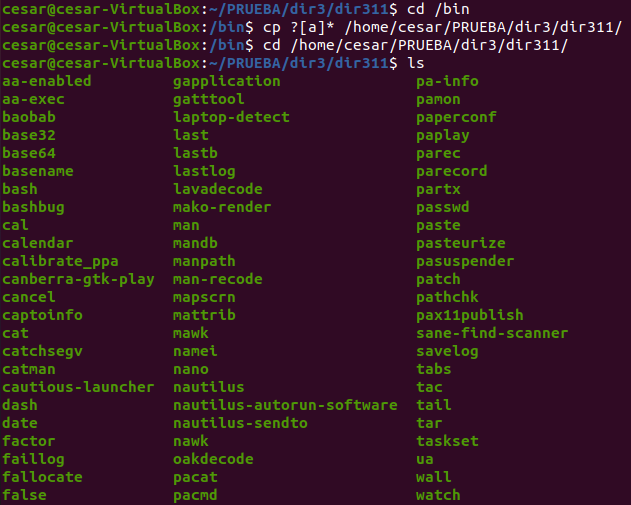 cesar@cesar-VirtualBox:~/PRUEBA/dir3/dir311$ cd /bin
cesar@cesar-VirtualBox:/bin$ cp ?[a]* /home/cesar/PRUEBA/dir3/dir311/
cesar@cesar-VirtualBox:/bin$ cd /home/cesar/PRUEBA/dir3/dir311/
cesar@cesar-VirtualBox:~/PRUEBA/dir3/dir311$ ls
aa-enabled gapplication pa-info
aa-exec gatttool pamon
baobab laptop-detect paperconf
base32 last paplay
base64 lastb parec
basename lastlog parecord
bash lavadecode partx
bashbug mako-render passwd
cal man paste
calendar mandb pasteurize
calibrate_ppa manpath pasuspender
canberra-gtk-play man-recode patch
cancel mapscrn pathchk
captoinfo mattrib pax11publish
cat mawk sane-find-scanner
catchsegv namei savelog
catman nano tabs
cautious-launcher nautilus tac
dash nautilus-autorun-software tail
date nautilus-sendto tar
factor nawk taskset
faillog oakdecode ua
fallocate pacat wall
false pacmd watch